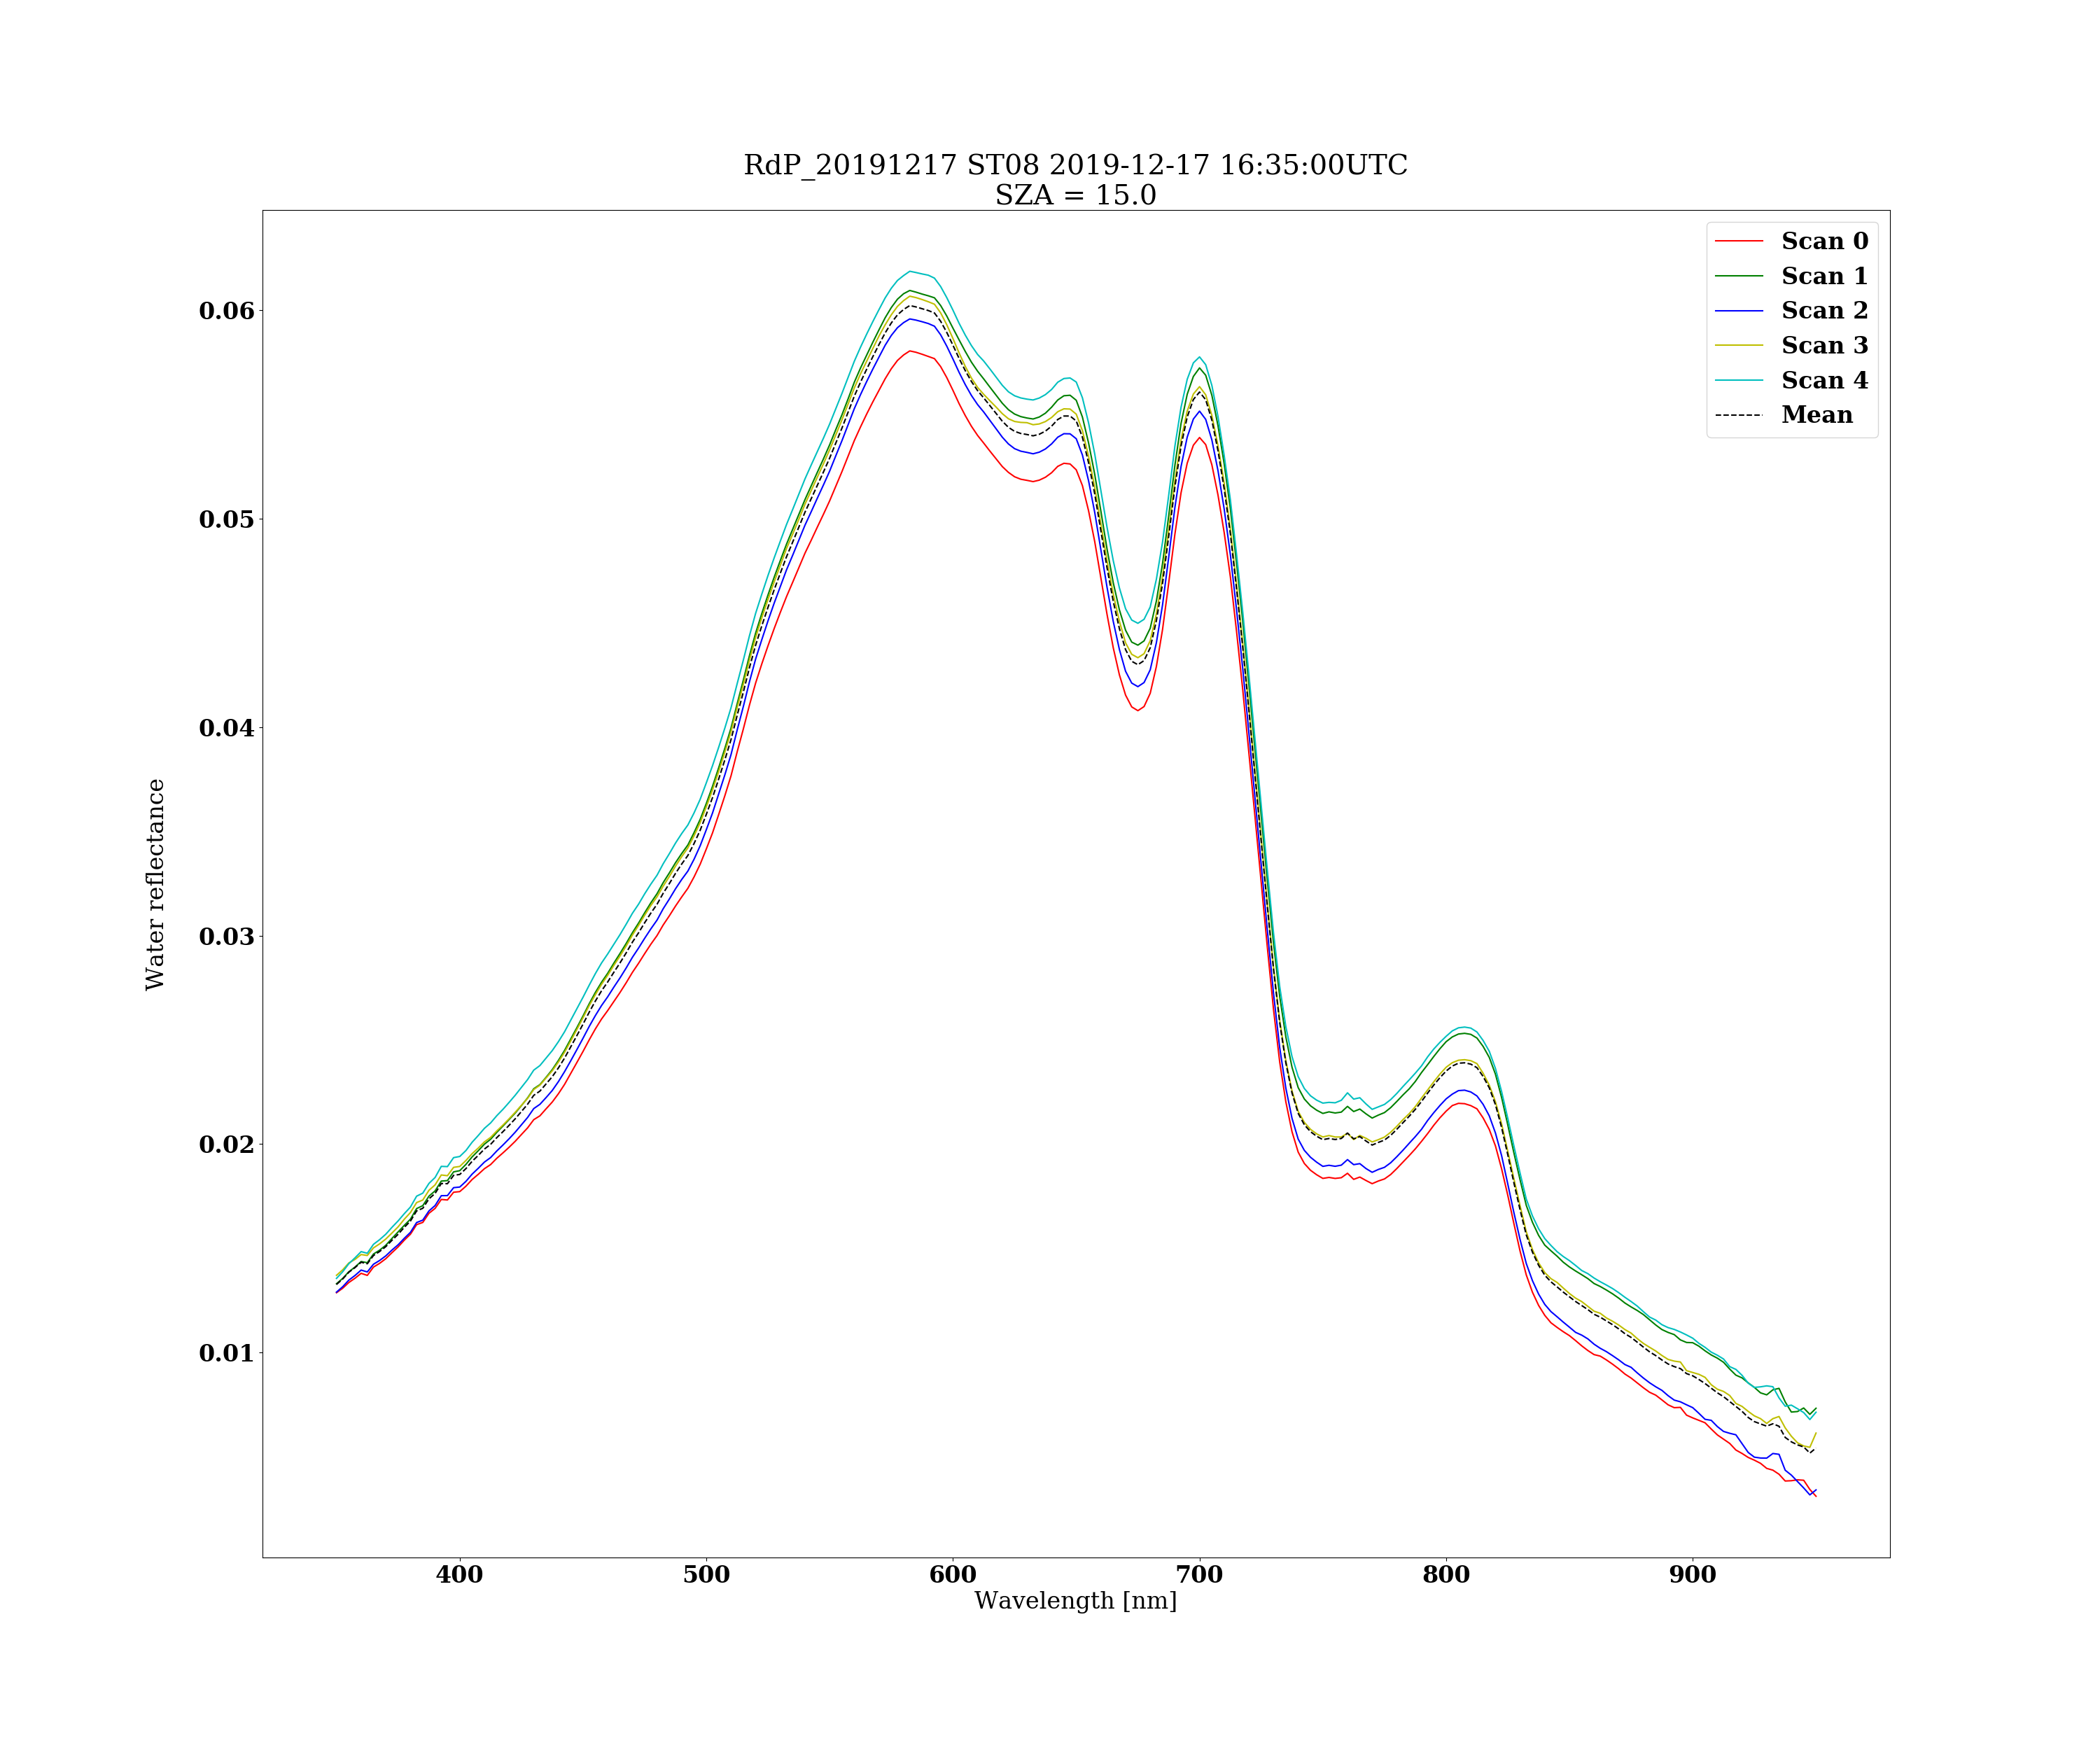 RdP_20191217 ST08 2019-12-17 16:35:00UTC
SZA = 15.0
Scan 0
Scan 1
Scan 2
Scan 3
Scan 4
Mean
0.06
0.05
0.04
0.03
0.02
0.01
Water reflectance
400 500 600 700 800 900
Wavelength [nm]